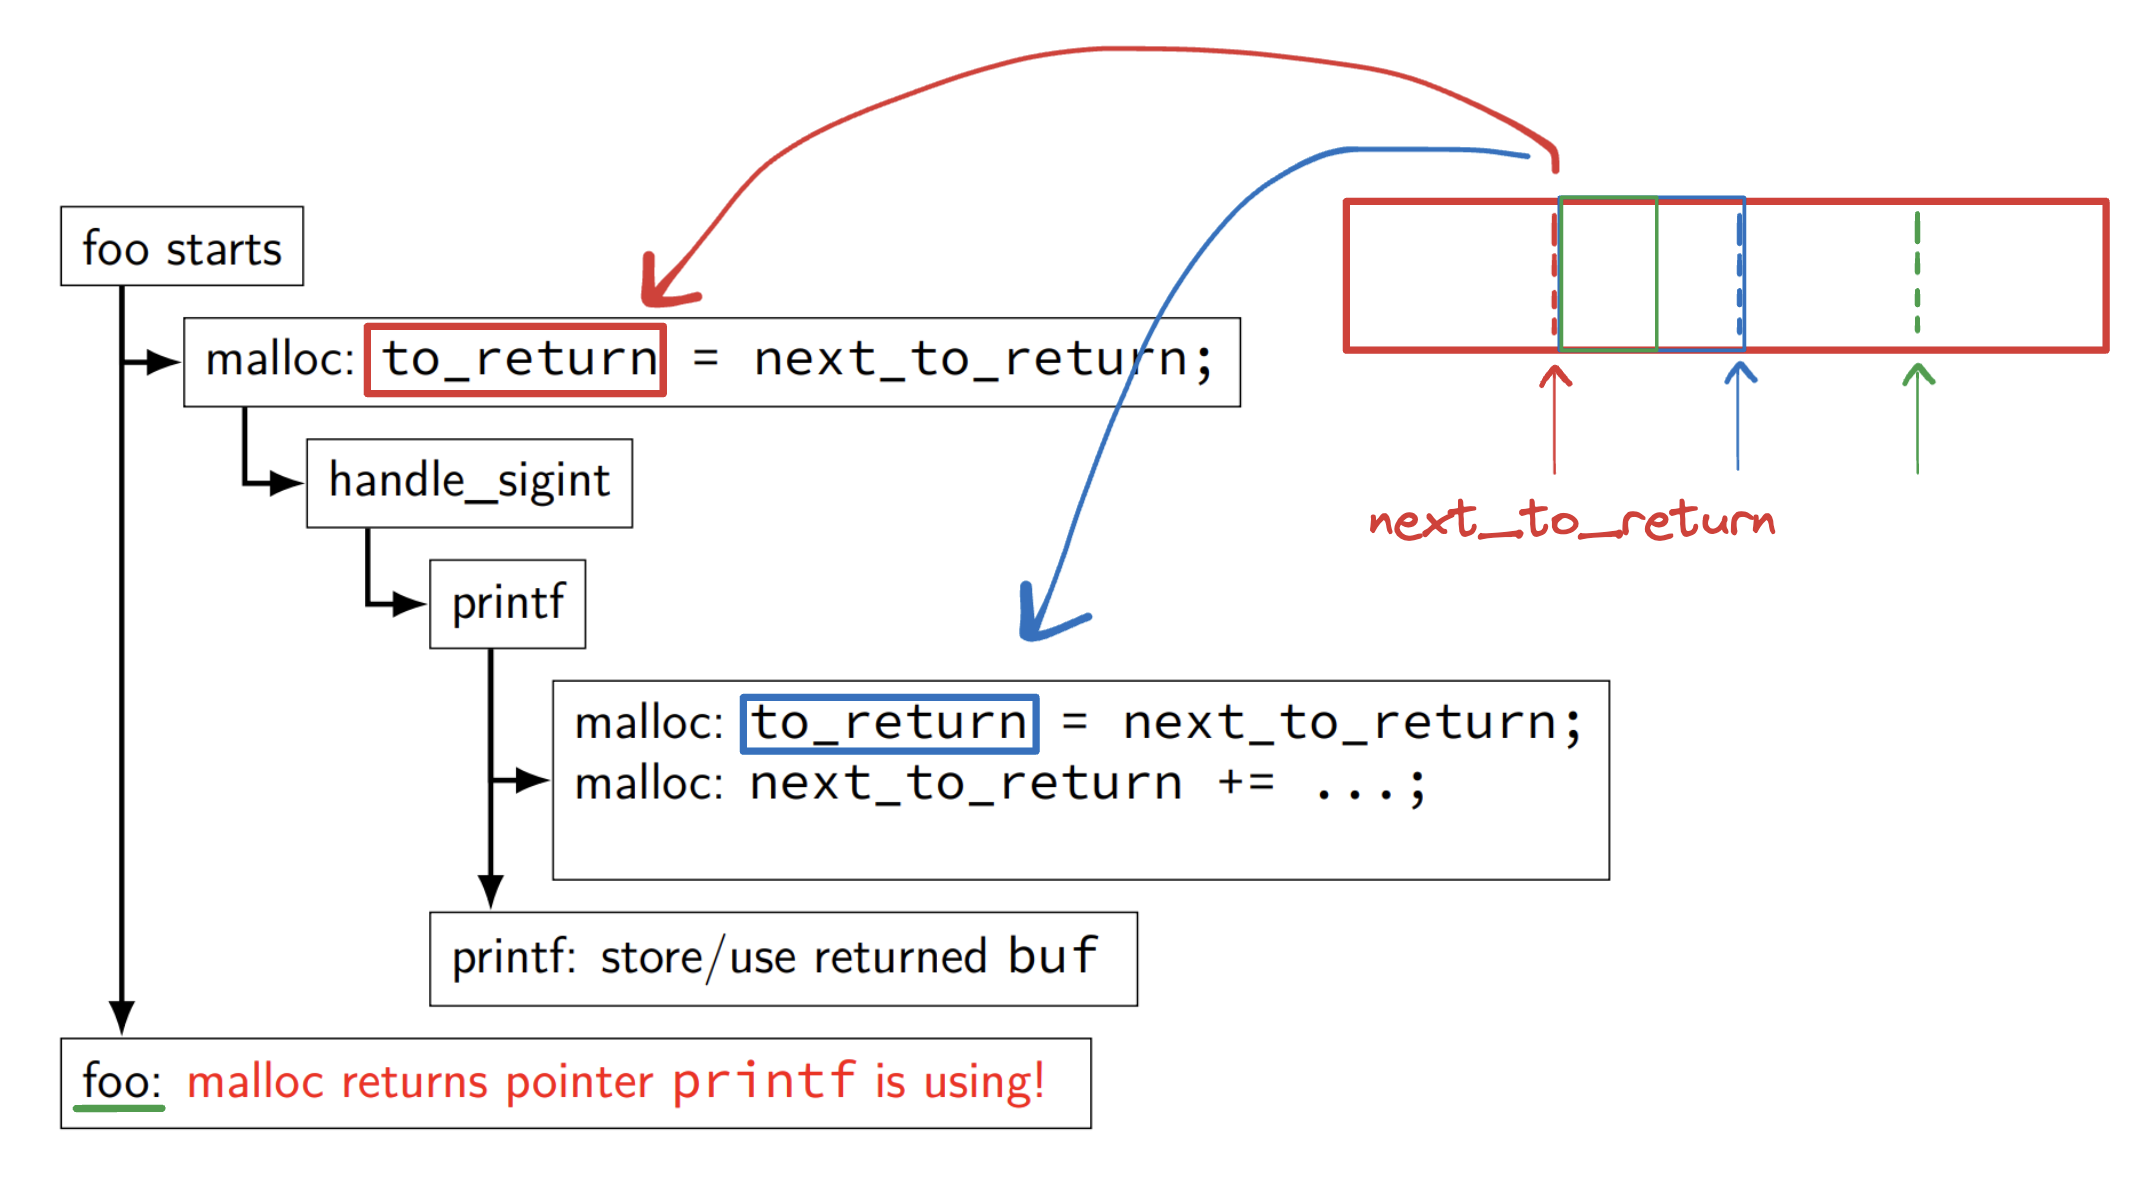 foo starts
malloc: to_return = next_to_return;
handle_sigint
next_to_return
printf
malloc: to_return = next_to_return;
malloc: next_to_return += ...;
printf: store/use returned buf
foo: malloc returns pointer printf is using!